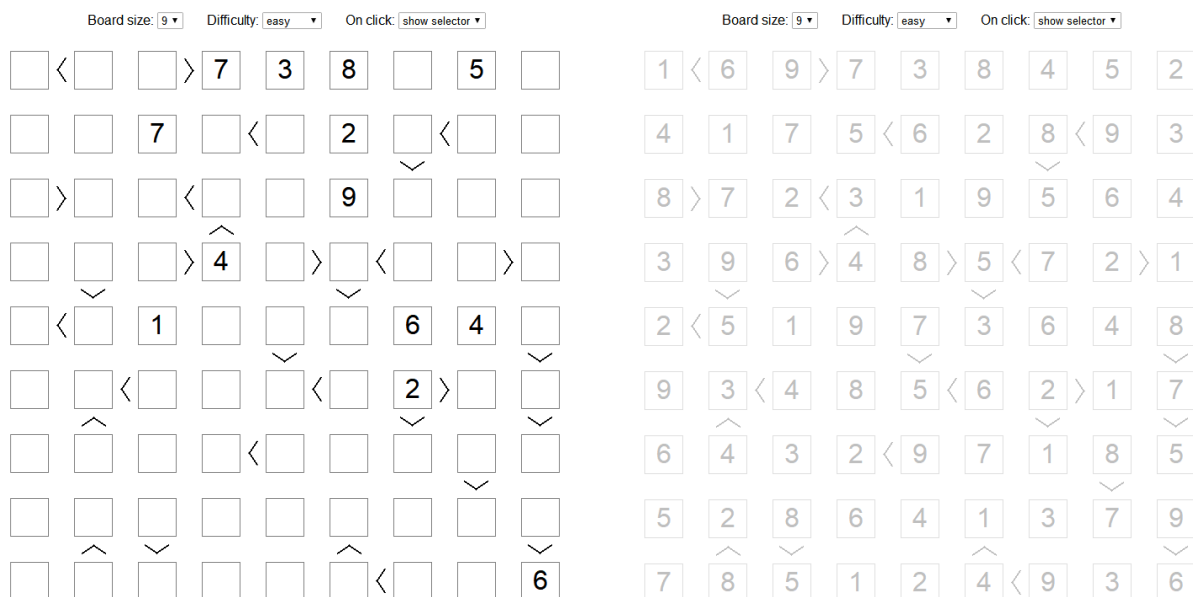 Board size: 9 Difficulty: easy On click: show selector
< > 7 3 8 5
7 < 2 <
∨
> < 9
∧
> 4 > < >
∨ ∨
< 1 6 4
∨ ∨
< < 2 >
∧ ∨ ∨
<
∨
∧ ∨ ∧ ∨
< 6
Board size: 9 Difficulty: easy On click: show selector
1 < 6 9 > 7 3 8 4 5 2
4 1 7 5 < 6 2 8 < 9 3
∨
8 > 7 2 < 3 1 9 5 6 4
∧
3 9 6 > 4 8 > 5 < 7 2 > 1
∨ ∨
2 < 5 1 9 7 3 6 4 8
∨ ∨
9 3 < 4 8 5 < 6 2 > 1 7
∧ ∨ ∨
6 4 3 2 < 9 7 1 8 5
∨
5 2 8 6 4 1 3 7 9
∧ ∨ ∧ ∨
7 8 5 1 2 4 < 9 3 6